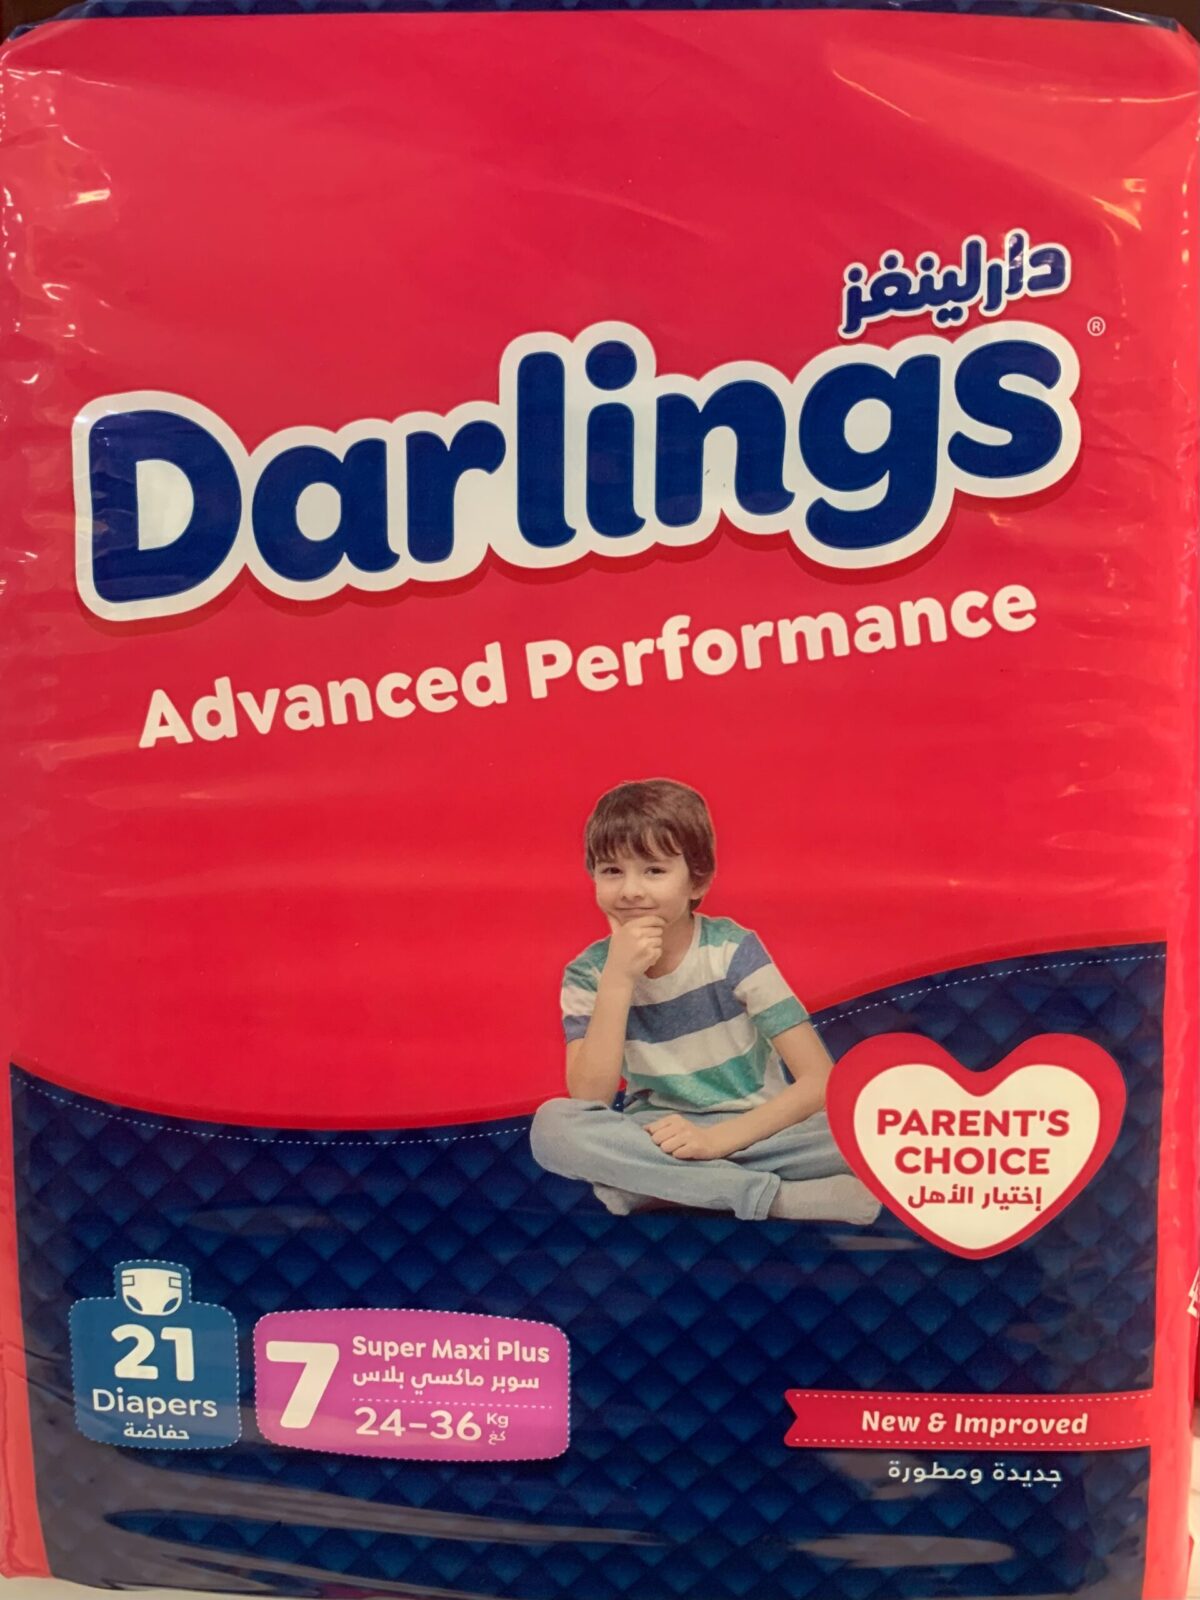 دارلينغز
Darlings®
Advanced Performance
PARENT'S
CHOICE
إختيار الأهل
21
Diapers
حفاضة
7
Super Maxi Plus
سوبر ماكسي بلاس
24-36 Kg كغ
New & Improved
جديدة ومطورة